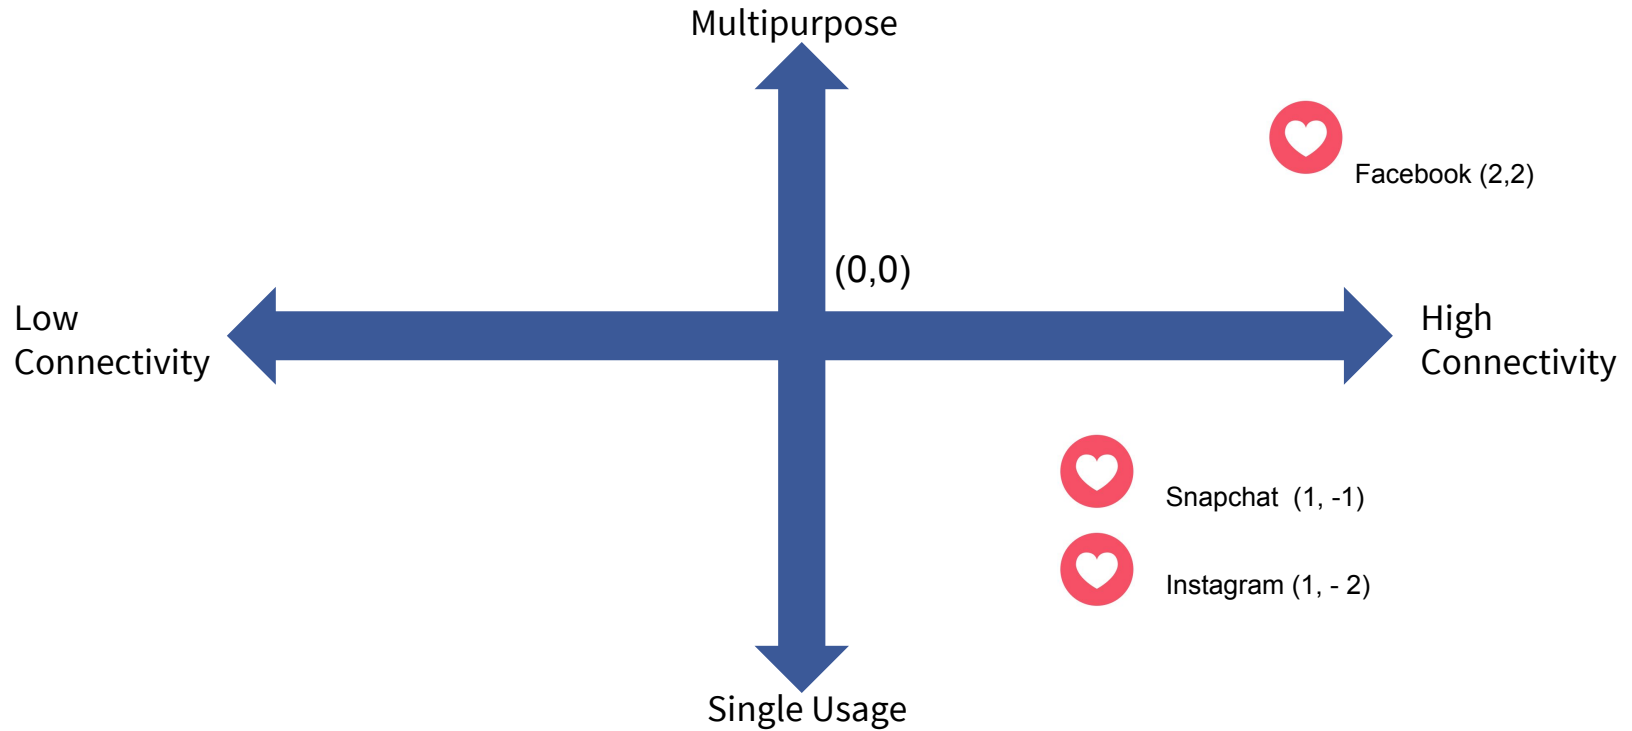 Multipurpose
Facebook (2,2)
(0,0)
Low
Connectivity
High
Connectivity
Snapchat  (1, -1)
Instagram (1, - 2)
Single Usage